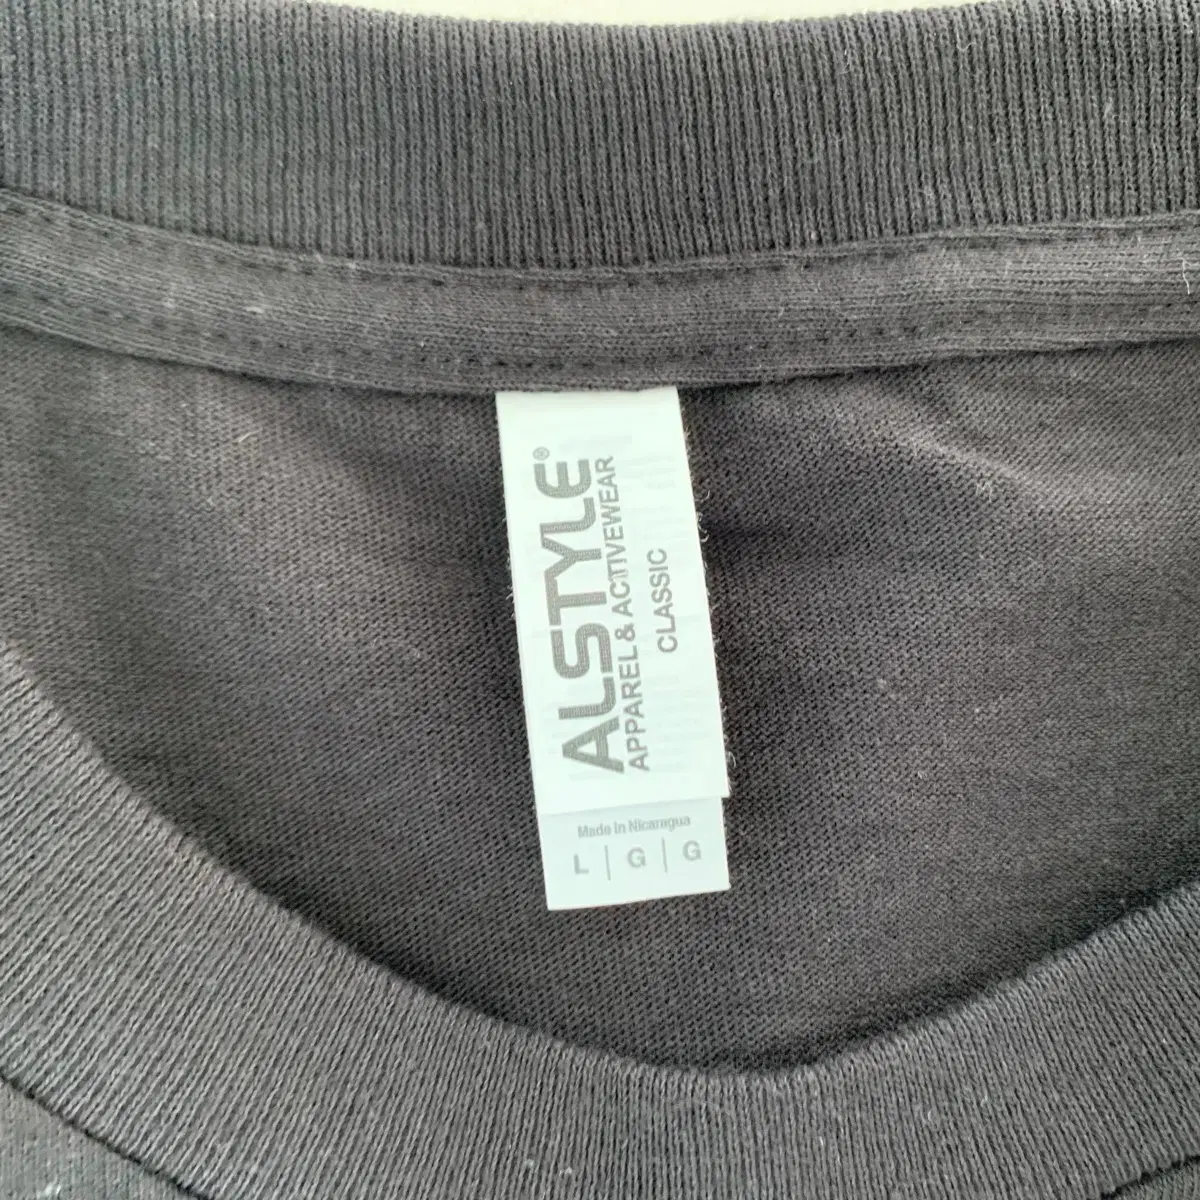 ALSTYLE®
APPAREL & ACTIVEWEAR
CLASSIC
Made in Nicaragua
L | G | G